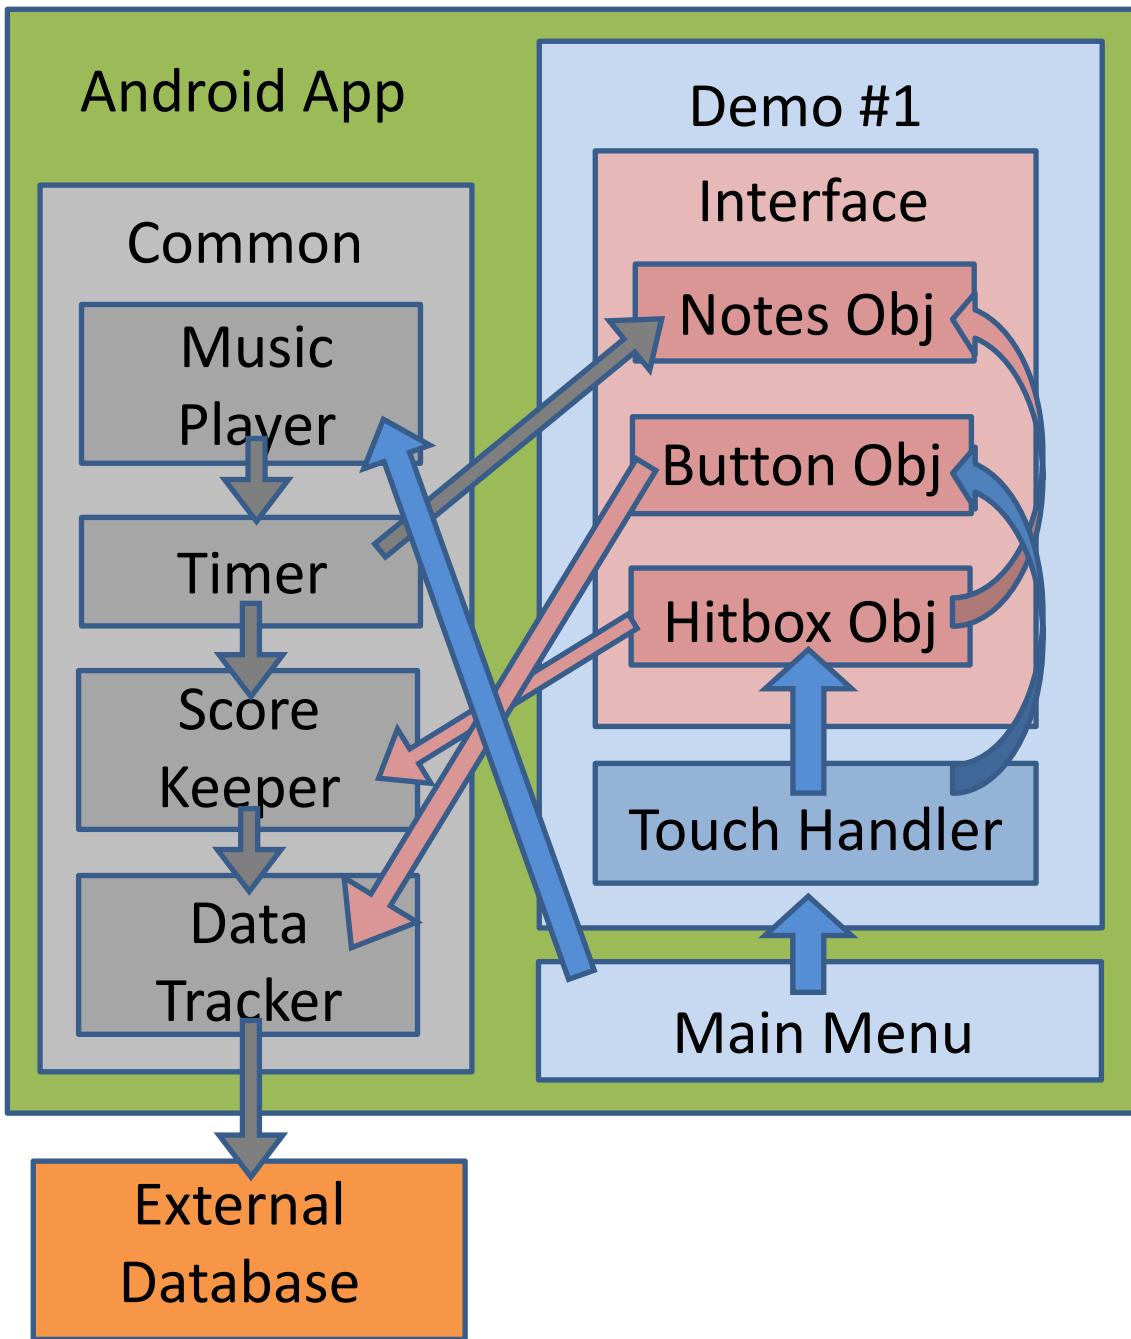 Android App
Common
Music
Player
Timer
Score
Keeper
Data
Tracker
Demo #1
Interface
Notes Obj
Button Obj
Hitbox Obj
Touch Handler
Main Menu
External
Database